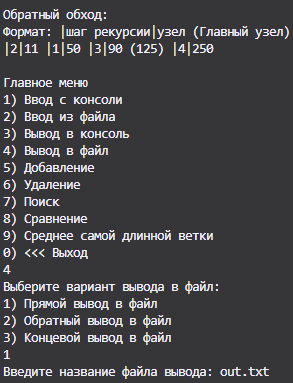 Обратный обход:
Формат: |шаг рекурсии|узел (Главный узел)
|2|11 |1|50 |3|90 (125) |4|250
Главное меню
1) Ввод с консоли
2) Ввод из файла
3) Вывод в консоль
4) Вывод в файл
5) Добавление
6) Удаление
7) Поиск
8) Сравнение
9) Среднее самой длинной ветки
0) <<< Выход
4
Выберите вариант вывода в файл:
1) Прямой вывод в файл
2) Обратный вывод в файл
3) Концевой вывод в файл
1
Введите название файла вывода: out.txt